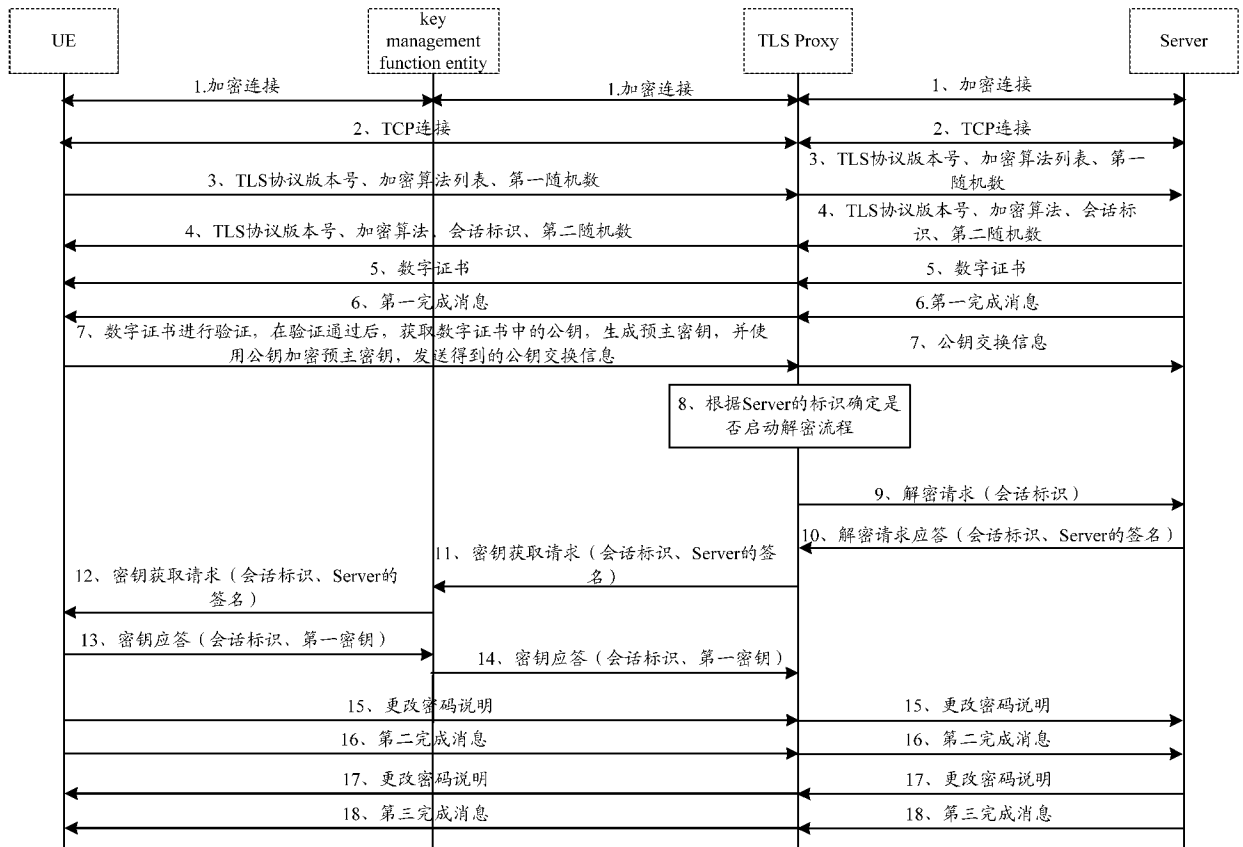 UE
key
management
function entity
TLS Proxy
Server
1.加密连接
1.加密连接
1、加密连接
2、TCP连接
2、TCP连接
3、TLS协议版本号、加密算法列表、第一随机数
3、TLS协议版本号、加密算法列表、第一
随机数
4、TLS协议版本号、加密算法、会话标识、第二随机数
4、TLS协议版本号、加密算法、会话标
识、第二随机数
5、数字证书
5、数字证书
6、第一完成消息
6.第一完成消息
7、数字证书进行验证，在验证通过后，获取数字证书中的公钥，生成预主密钥，并使
用公钥加密预主密钥，发送得到的公钥交换信息
7、公钥交换信息
8、根据Server的标识确定是
否启动解密流程
9、解密请求（会话标识）
10、解密请求应答（会话标识、Server的签名）
11、密钥获取请求（会话标识、Server的签
名）
12、密钥获取请求（会话标识、Server的
签名）
13、密钥应答（会话标识、第一密钥）
14、密钥应答（会话标识、第一密钥）
15、更改密码说明
15、更改密码说明
16、第二完成消息
16、第二完成消息
17、更改密码说明
17、更改密码说明
18、第三完成消息
18、第三完成消息